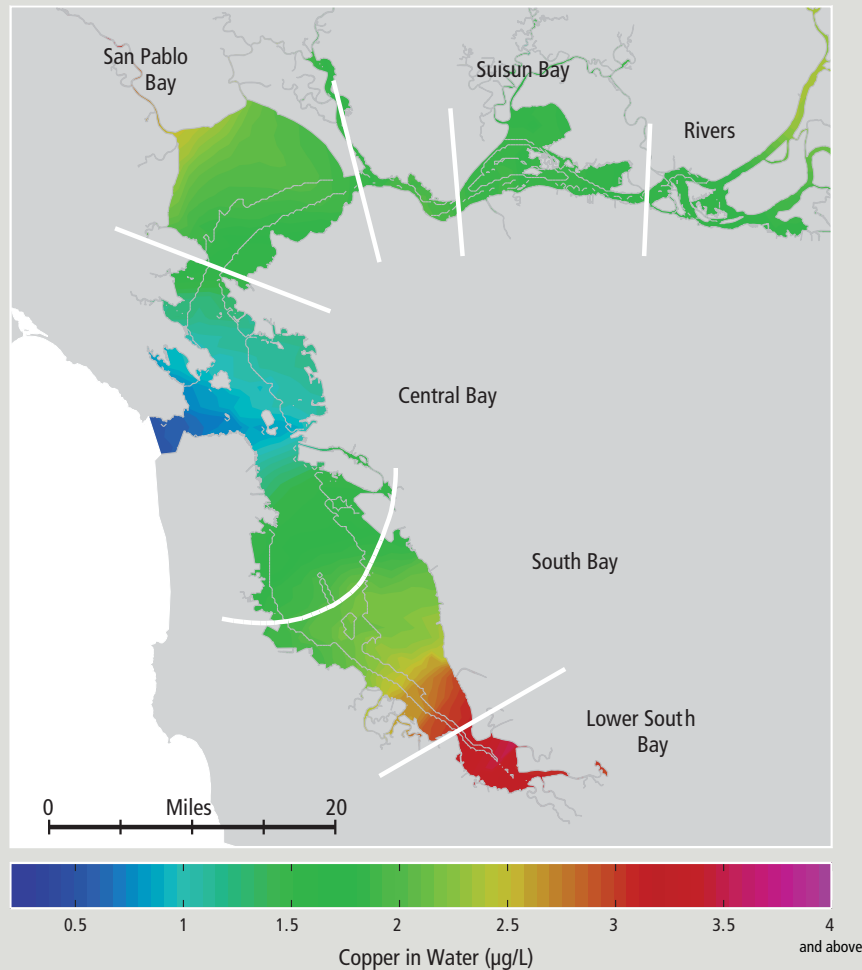 San Pablo
Bay
Suisun Bay
Rivers
Central Bay
South Bay
Lower South
Bay
0 Miles 20
0.5 1 1.5 2 2.5 3 3.5 4
and above
Copper in Water (µg/L)